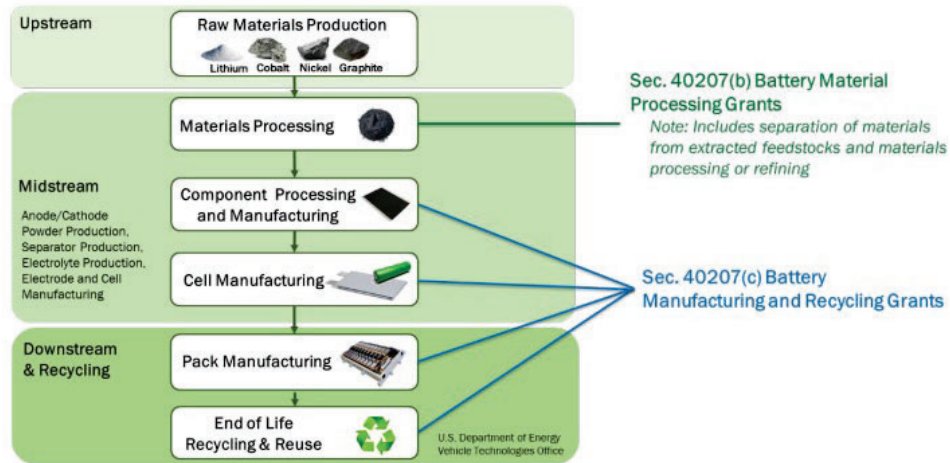 Upstream
Raw Materials Production
Lithium Cobalt Nickel Graphite
Materials Processing
Sec. 40207(b) Battery Material
Processing Grants
Note: Includes separation of materials
from extracted feedstocks and materials
processing or refining
Midstream
Anode/Cathode
Powder Production,
Separator Production,
Electrolyte Production,
Electrode and Cell
Manufacturing
Component Processing
and Manufacturing
Cell Manufacturing
Sec. 40207(c) Battery
Manufacturing and Recycling Grants
Downstream
& Recycling
Pack Manufacturing
End of Life
Recycling & Reuse
U.S. Department of Energy
Vehicle Technologies Office